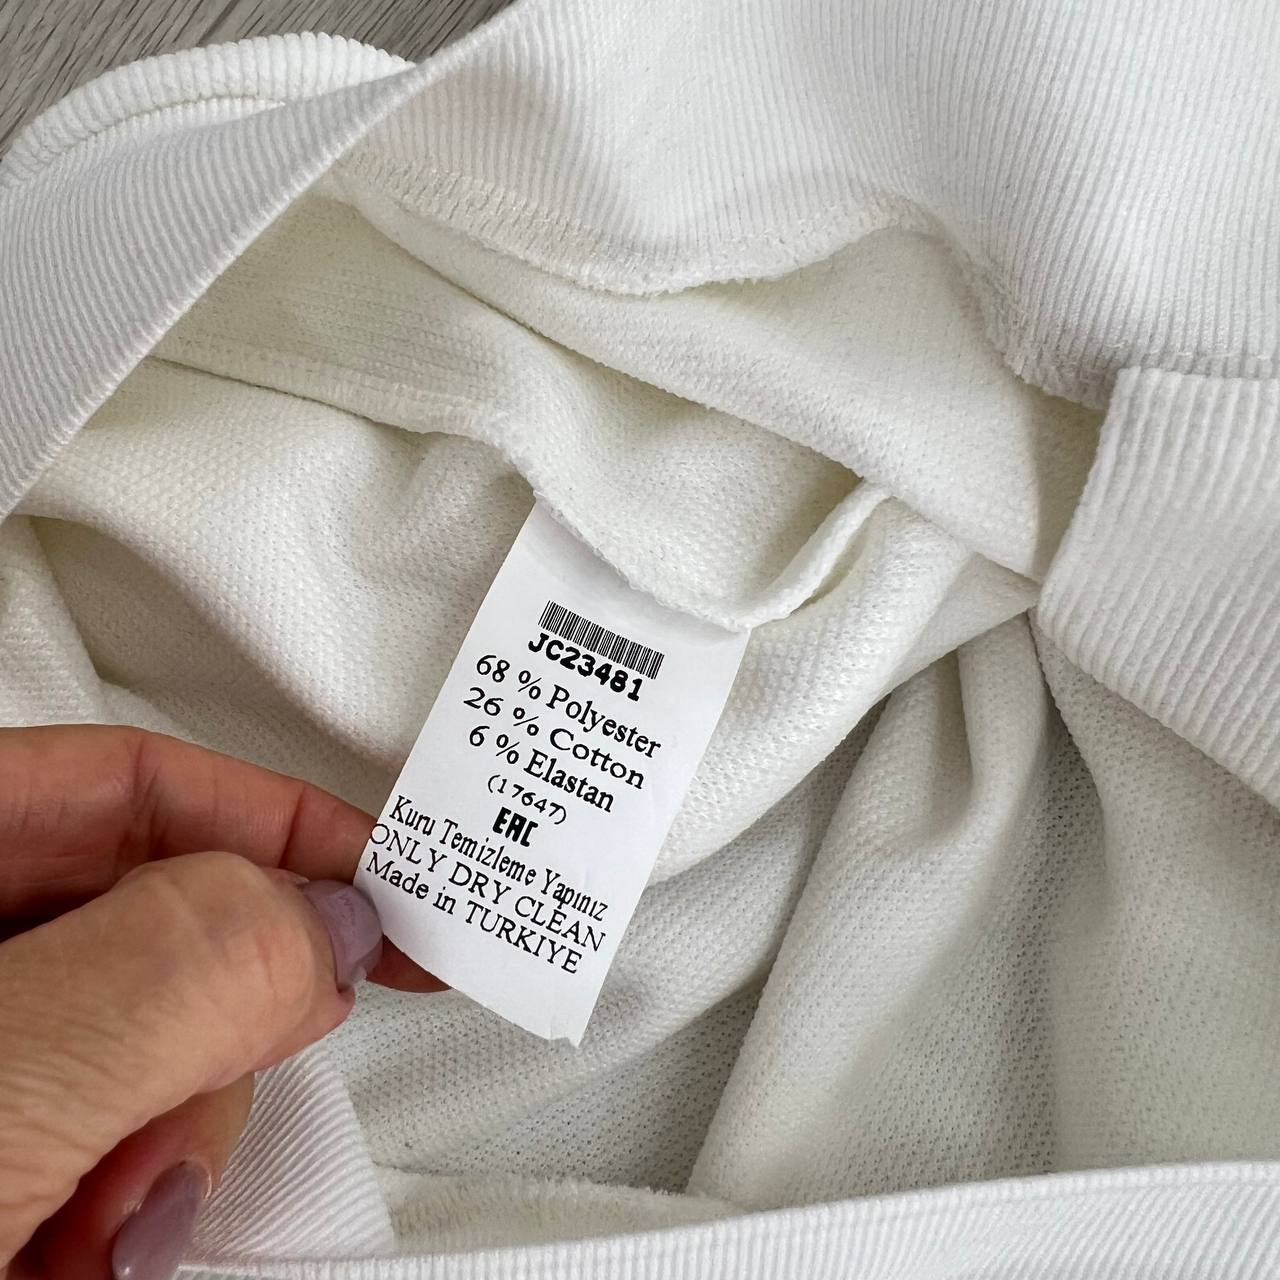 JC23481
68 % Polyester
26 % Cotton
6 % Elastan
(17647)
EAC
Kuru Temizleme Yapınız
ONLY DRY CLEAN
Made in TURKIYE